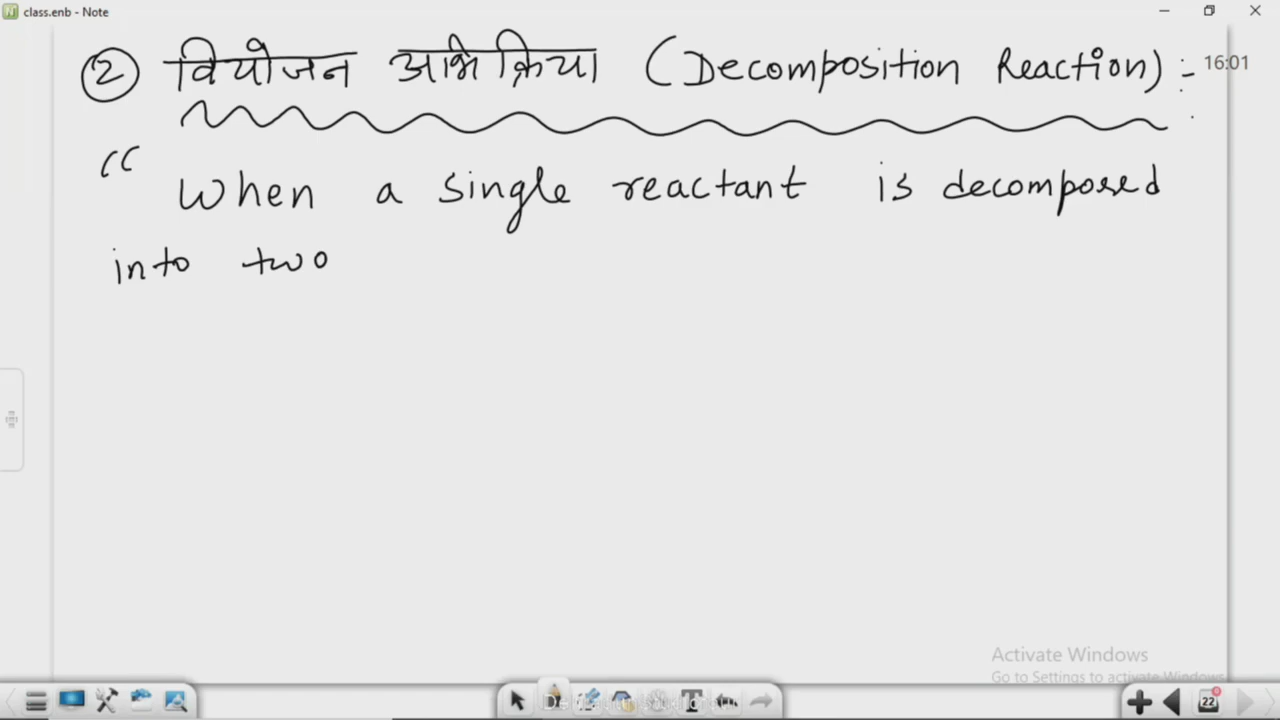 class.enb - Note
② वियोजन अभिक्रिया (Decomposition Reaction) :-
16:01
“ When a single reactant is decomposed
into two
Activate Windows
Go to Settings to activate Windows.
22